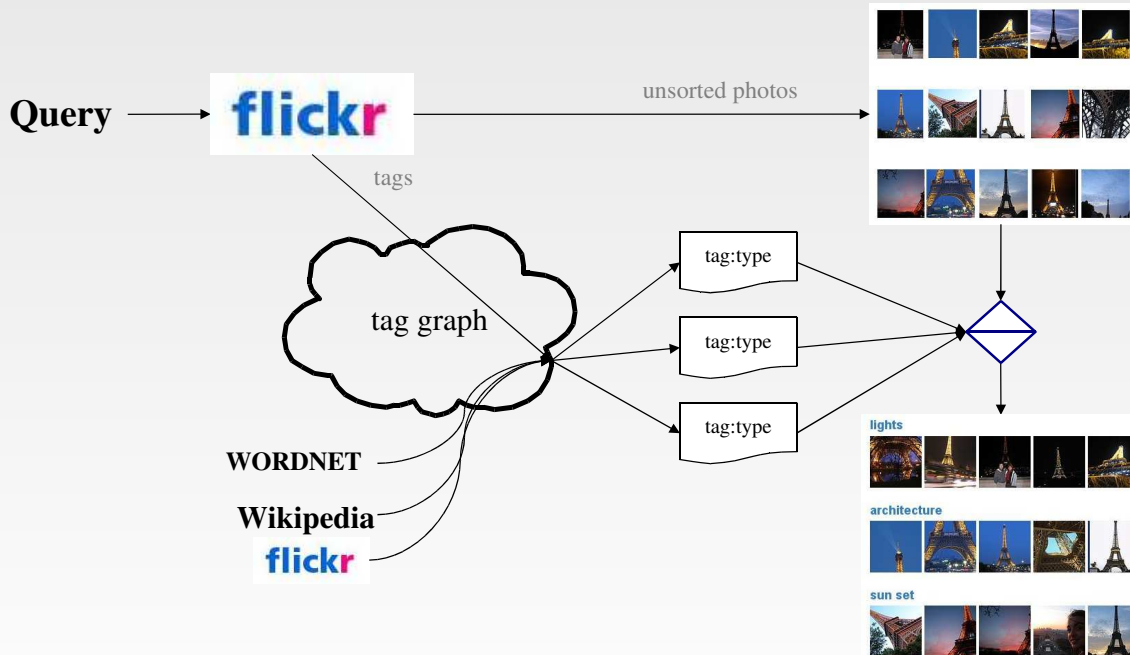 Query
flickr
unsorted photos
tags
tag graph
tag:type
tag:type
tag:type
WORDNET
Wikipedia
flickr
lights
architecture
sun set